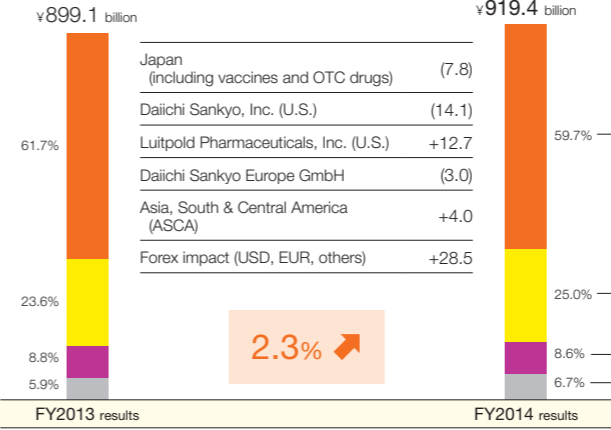 ¥899.1 billion
¥919.4 billion
Japan
(including vaccines and OTC drugs) (7.8)
Daiichi Sankyo, Inc. (U.S.) (14.1)
Luitpold Pharmaceuticals, Inc. (U.S.) +12.7
Daiichi Sankyo Europe GmbH (3.0)
Asia, South & Central America
(ASCA) +4.0
Forex impact (USD, EUR, others) +28.5
61.7%
23.6%
8.8%
5.9%
2.3%
59.7%
25.0%
8.6%
6.7%
FY2013 results
FY2014 results